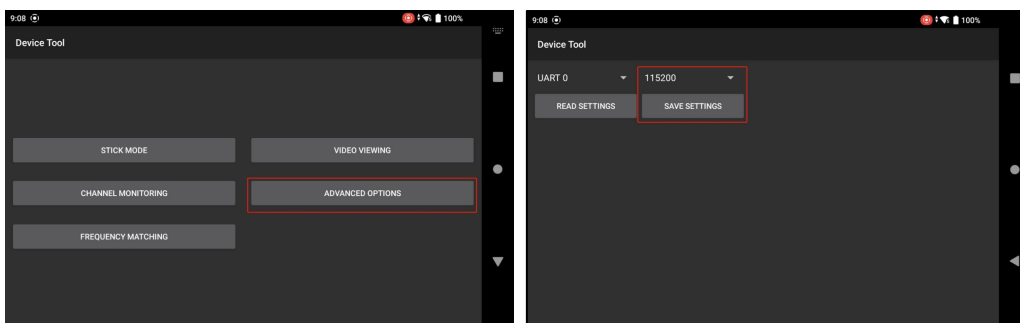 9:08
100%
Device Tool
STICK MODE
VIDEO VIEWING
CHANNEL MONITORING
ADVANCED OPTIONS
FREQUENCY MATCHING
9:08
100%
Device Tool
UART 0
115200
READ SETTINGS
SAVE SETTINGS